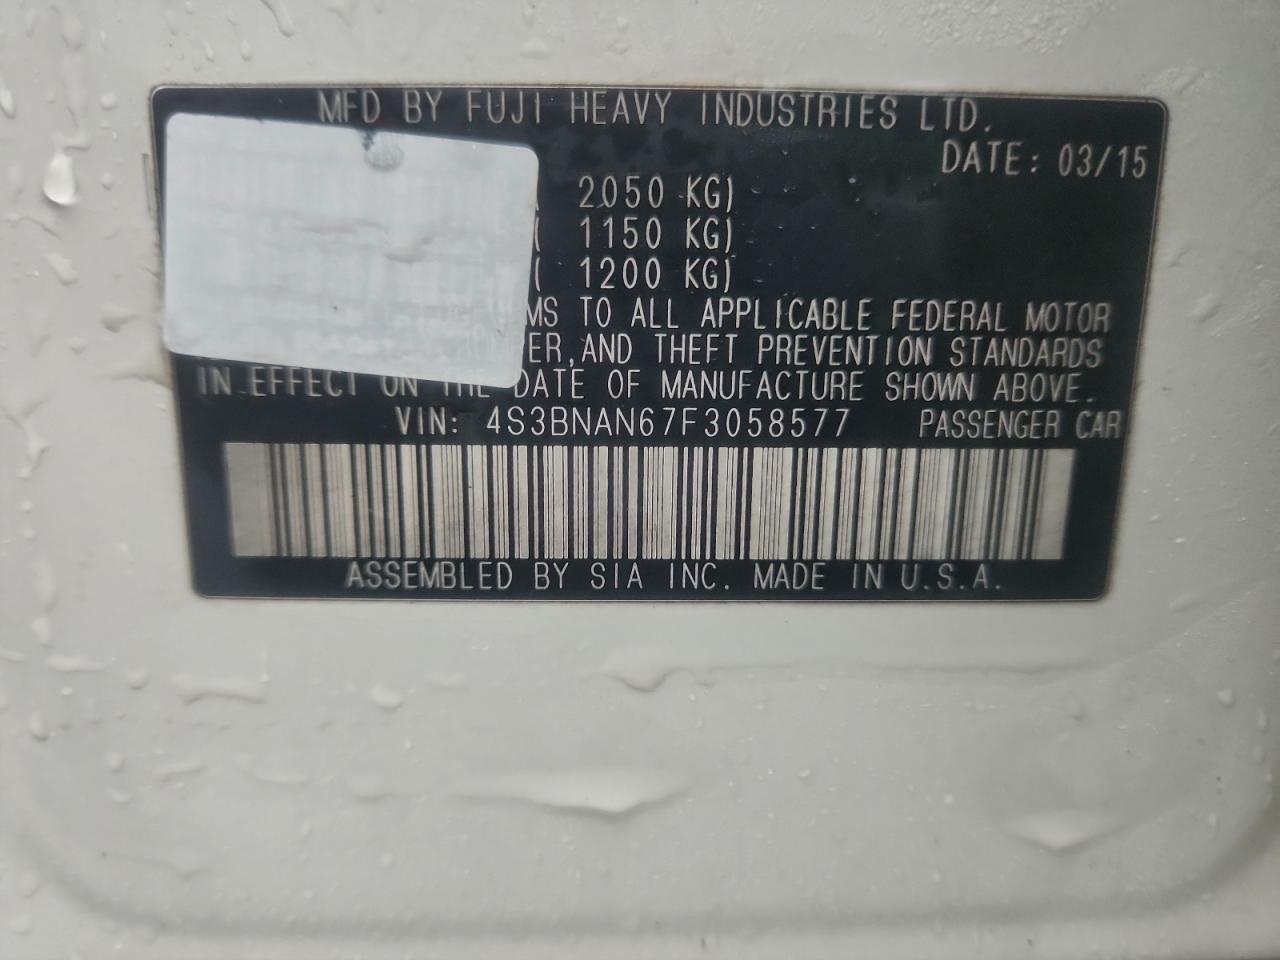 MFD BY FUJI HEAVY INDUSTRIES LTD.
DATE: 03/15
2050 KG)
( 1150 KG)
( 1200 KG)
MS TO ALL APPLICABLE FEDERAL MOTOR
ER, AND THEFT PREVENTION STANDARDS
IN EFFECT ON THE DATE OF MANUFACTURE SHOWN ABOVE.
VIN: 4S3BNAN67F3058577 PASSENGER CAR
ASSEMBLED BY SIA INC. MADE IN U.S.A.